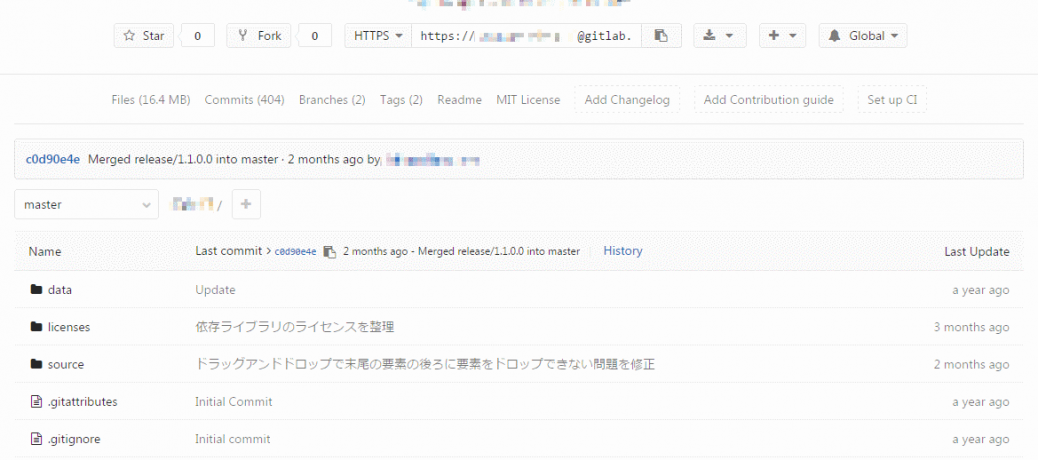 Star 0 Fork 0 HTTPS https:// @gitlab. Global
Files (16.4 MB) Commits (404) Branches (2) Tags (2) Readme MIT License Add Changelog Add Contribution guide Set up CI
c0d90e4e Merged release/1.1.0.0 into master · 2 months ago by
master /
Name Last commit > c0d90e4e 2 months ago - Merged release/1.1.0.0 into master History Last Update
data Update a year ago
licenses 依存ライブラリのライセンスを整理 3 months ago
source ドラッグアンドドロップで末尾の要素の後ろに要素をドロップできない問題を修正 2 months ago
.gitattributes Initial Commit a year ago
.gitignore Initial commit a year ago